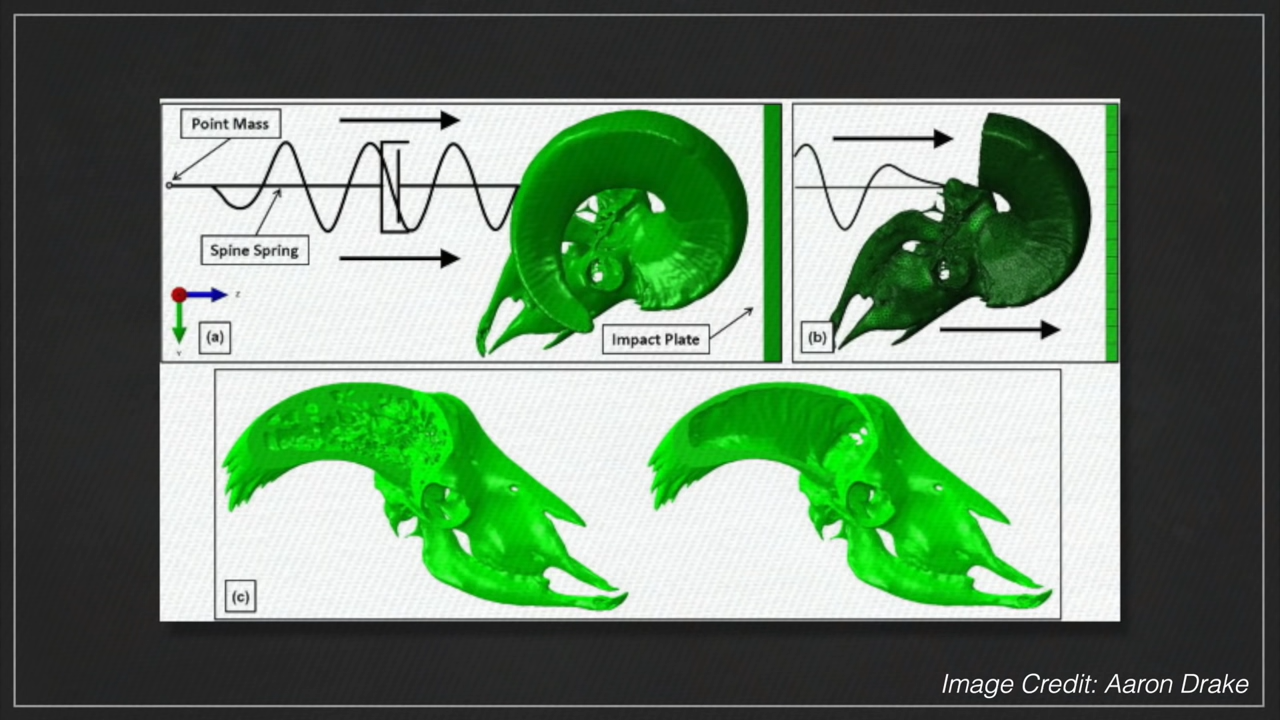 Point Mass
Spine Spring
Z
Y
(a)
Impact Plate
(b)
(c)
Image Credit: Aaron Drake